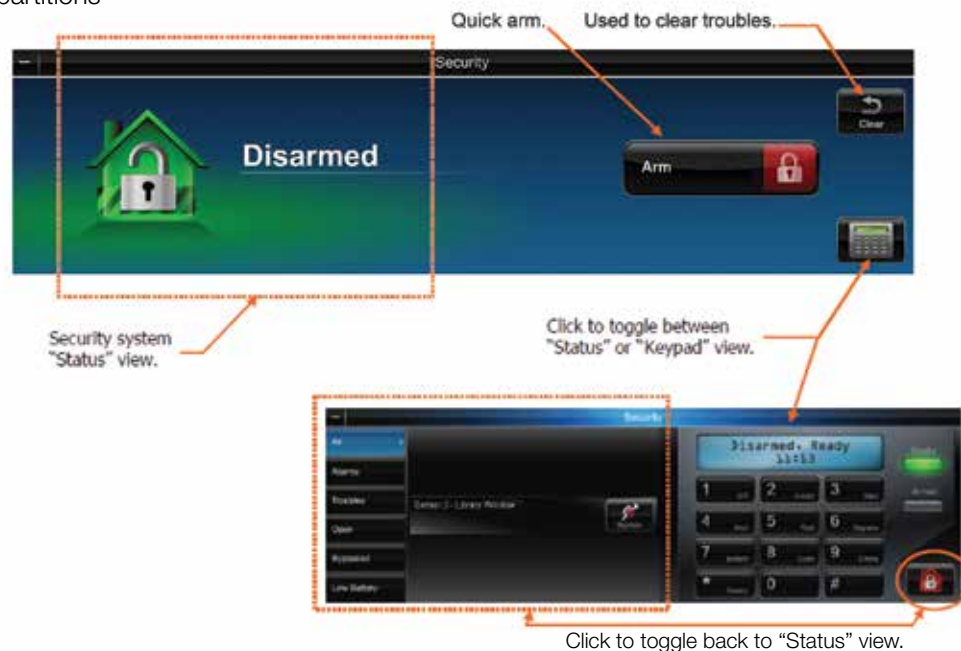 partitions
Quick arm.
Used to clear troubles.
Security
Disarmed
Clear
Arm
Security system
"Status" view.
Click to toggle between
"Status" or "Keypad" view.
Security
All
Alarms
Troubles
Open
Bypassed
Low Battery
Library Window
Disarmed. Ready
11:13
1
2
3
4
5
6
7
8
9
*
0
#
Click to toggle back to "Status" view.